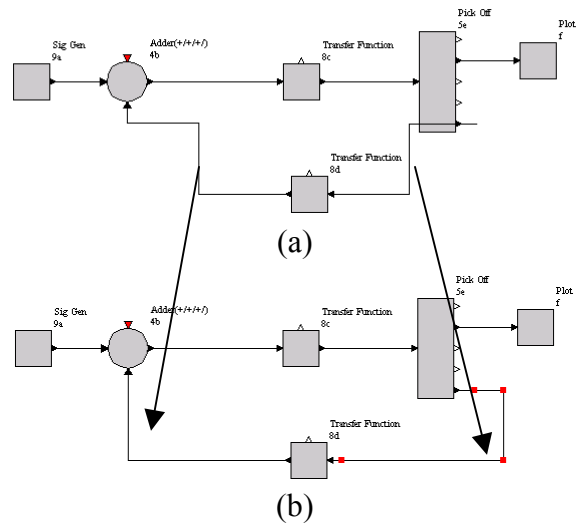 Pick Off
5e
Plot
f
Sig Gen
9a
Adder(+/+/+/)
4b
Transfer Function
8c
Transfer Function
8d
(a)
Pick Off
5e
Plot
f
Sig Gen
9a
Adder(+/+/+/)
4b
Transfer Function
8c
Transfer Function
8d
(b)